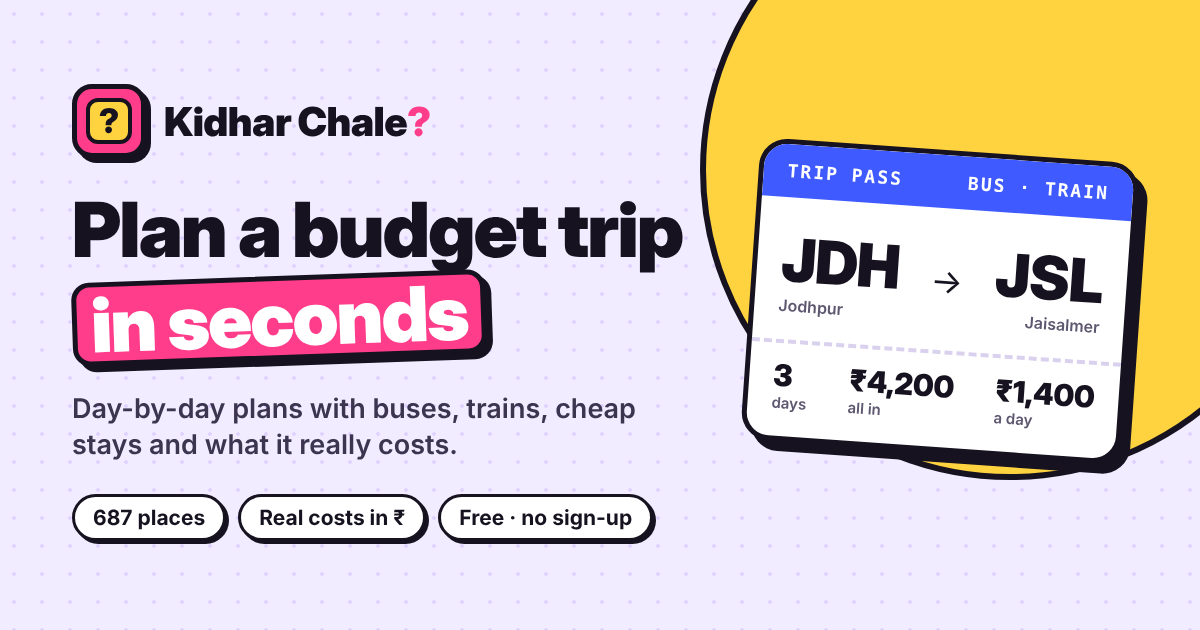 ?
Kidhar Chale?
Plan a budget trip
in seconds
Day-by-day plans with buses, trains, cheap
stays and what it really costs.
687 places
Real costs in ₹
Free · no sign-up
TRIP PASS BUS · TRAIN
JDH → JSL
Jodhpur Jaisalmer
3 ₹4,200 ₹1,400
days all in a day